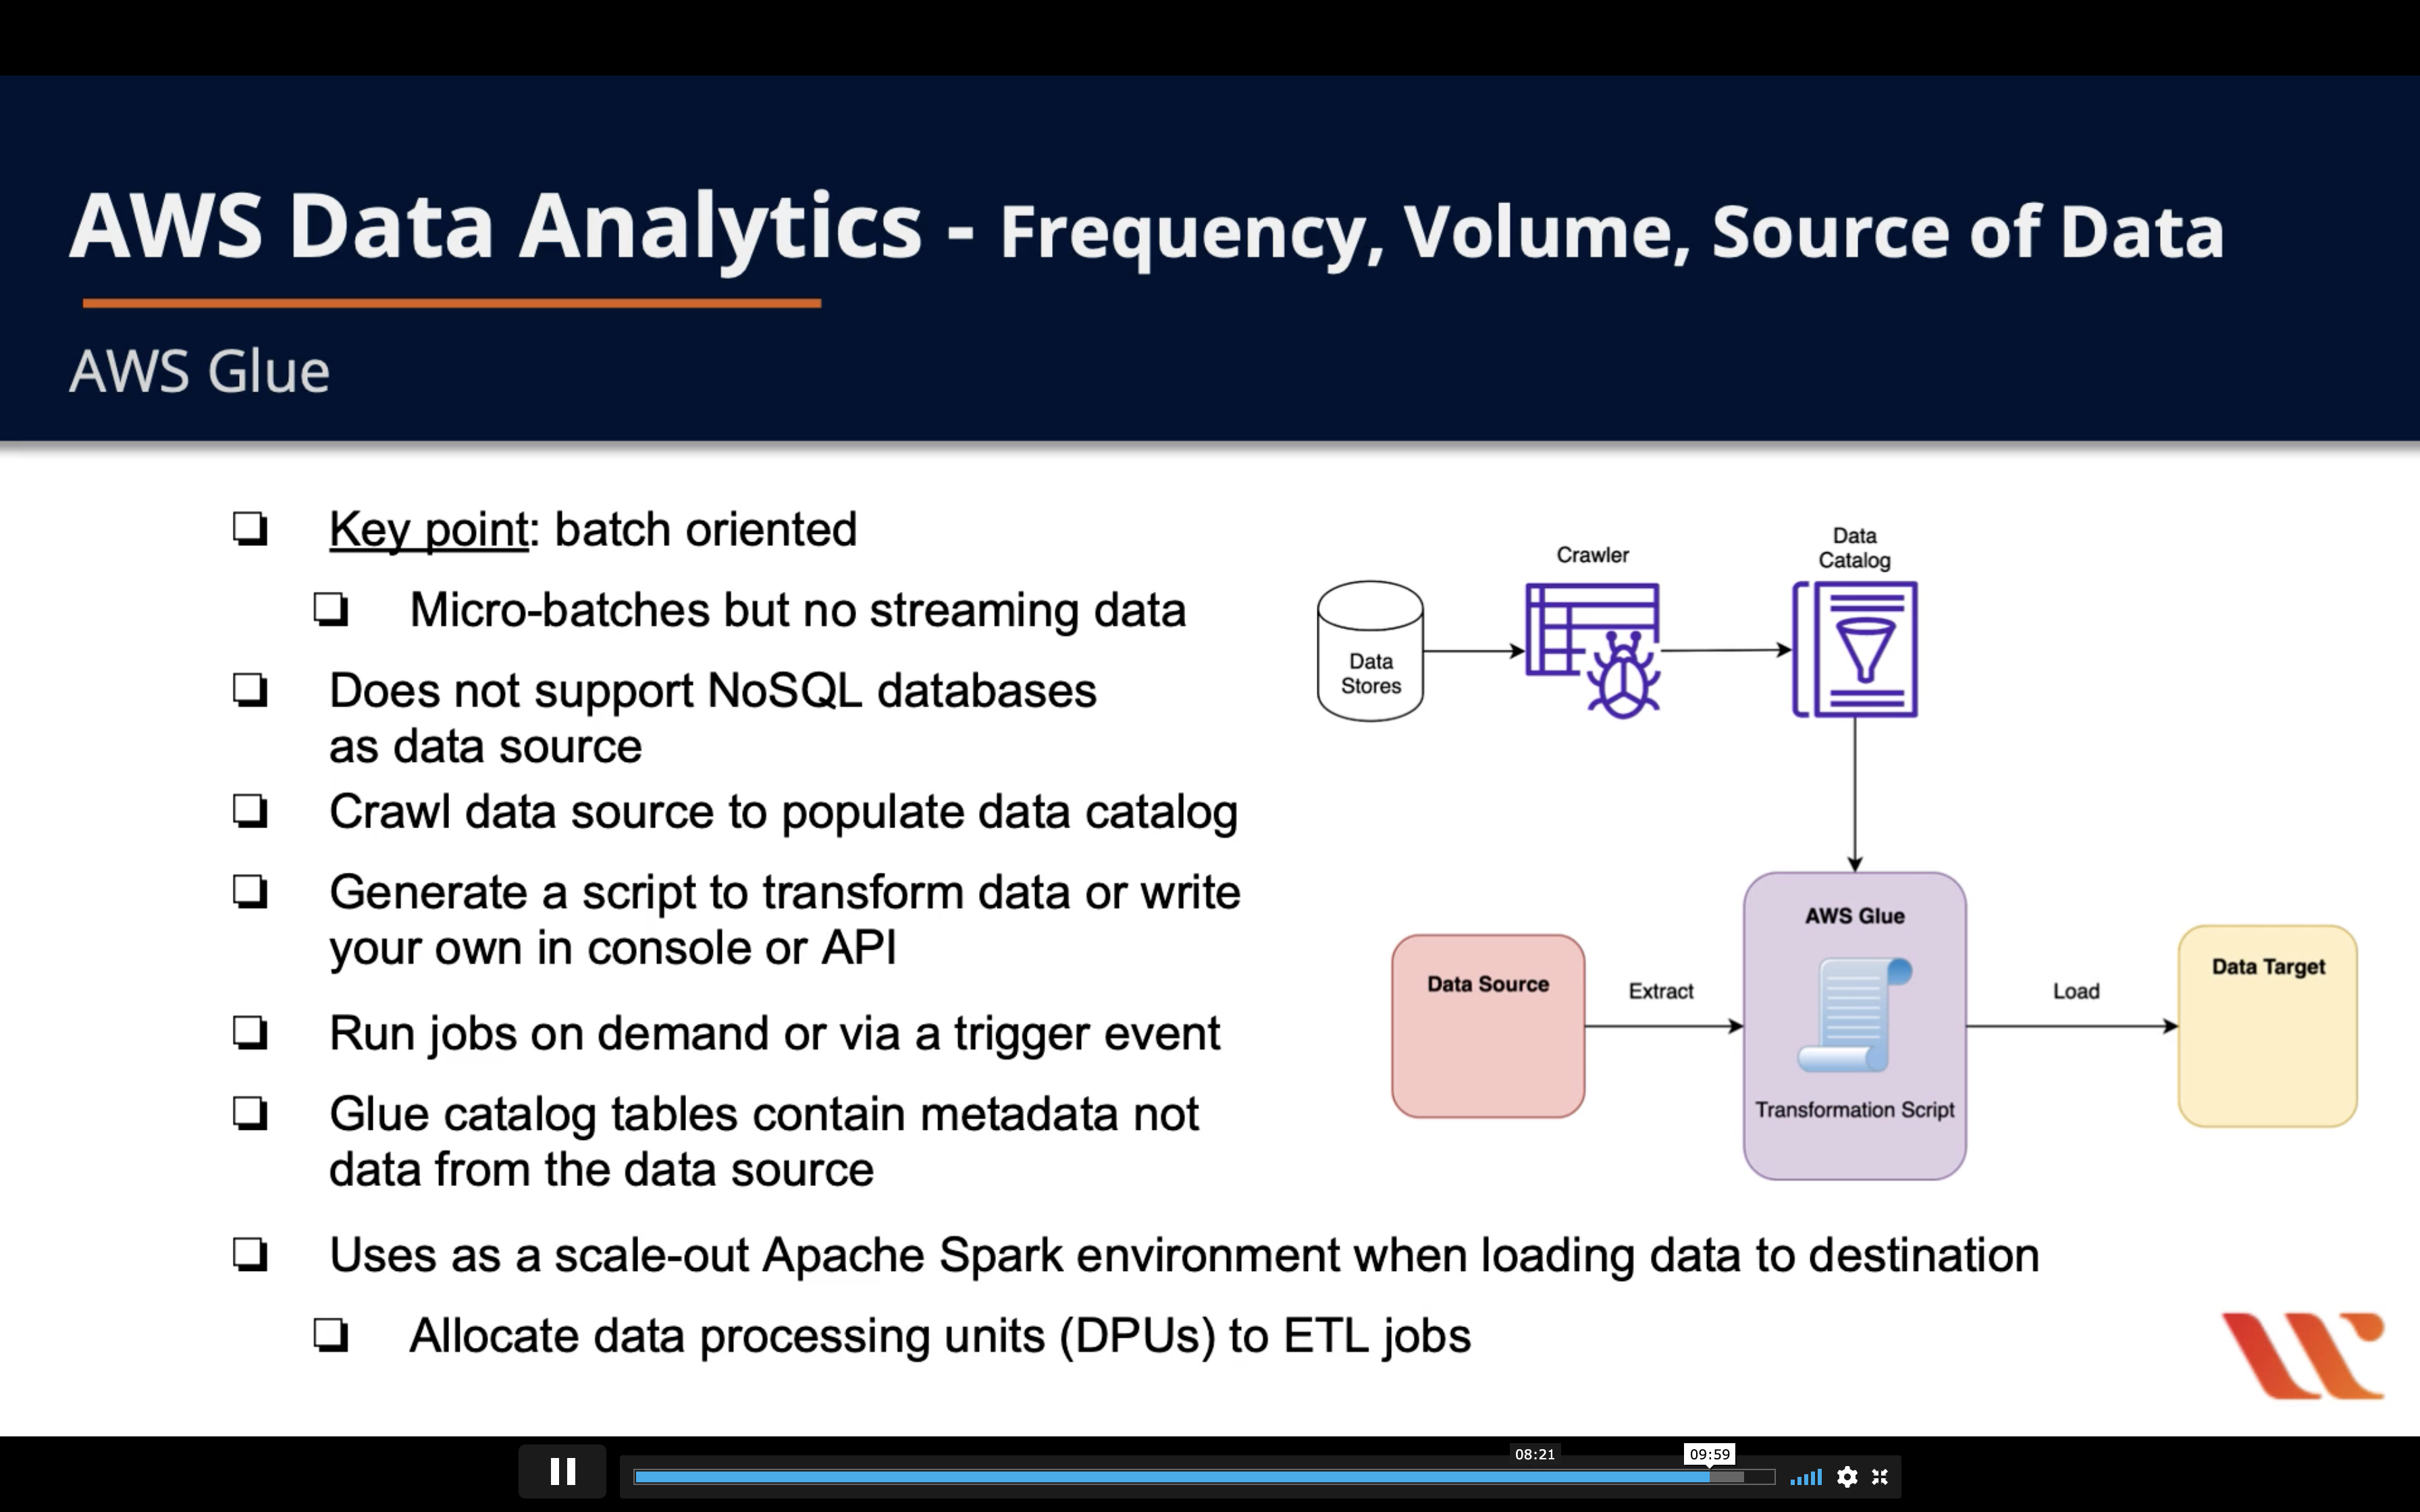 AWS Data Analytics - Frequency, Volume, Source of Data
AWS Glue
Key point: batch oriented
Micro-batches but no streaming data
Does not support NoSQL databases
as data source
Crawl data source to populate data catalog
Generate a script to transform data or write
your own in console or API
Run jobs on demand or via a trigger event
Glue catalog tables contain metadata not
data from the data source
Uses as a scale-out Apache Spark environment when loading data to destination
Allocate data processing units (DPUs) to ETL jobs
Data
Stores
Crawler
Data
Catalog
Data Source
Extract
AWS Glue
Transformation Script
Load
Data Target
08:21
09:59